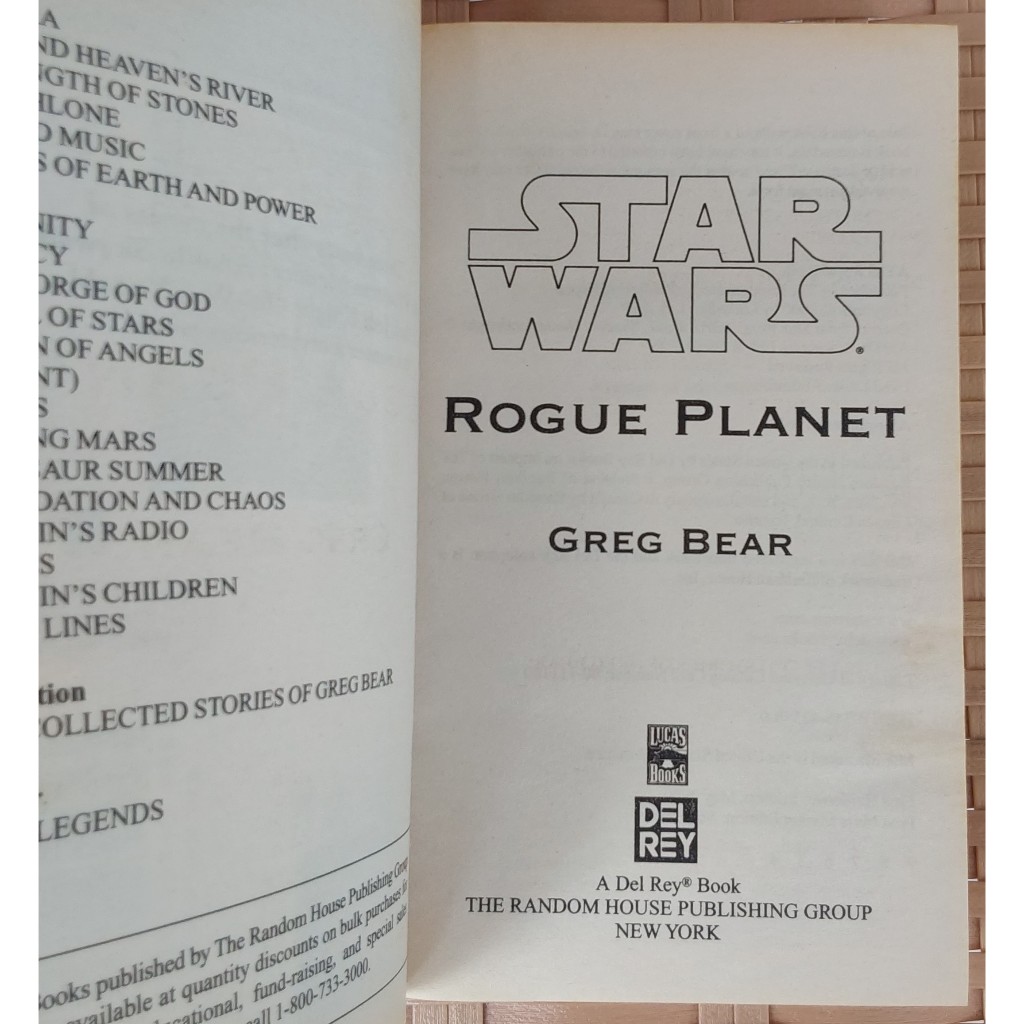 A
ND HEAVEN'S RIVER
NGTH OF STONES
HLONE
D MUSIC
S OF EARTH AND POWER
NITY
CY
ORGE OF GOD
L OF STARS
N OF ANGELS
NT)
S
NG MARS
SAUR SUMMER
DATION AND CHAOS
IN'S RADIO
S
IN'S CHILDREN
LINES
tion
COLLECTED STORIES OF GREG BEAR
LEGENDS
Books published by The Random House Publishing Group
available at quantity discounts on bulk purchases for
cational, fund-raising, and special sales
call 1-800-733-3000.
STAR
WARS®
ROGUE PLANET
GREG BEAR
LUCAS
BOOKS
DEL
REY
A Del Rey® Book
THE RANDOM HOUSE PUBLISHING GROUP
NEW YORK